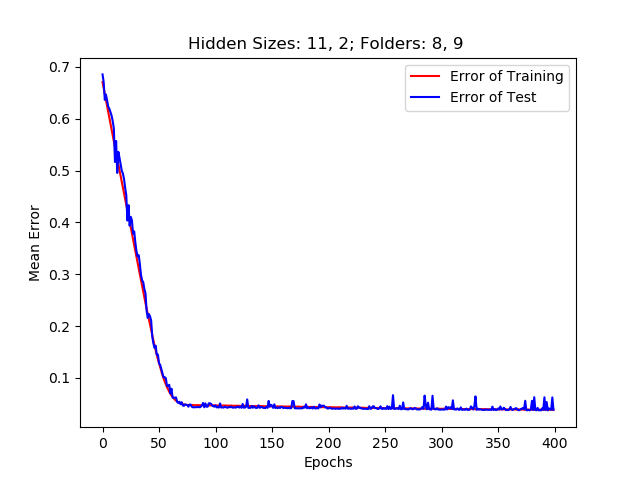 Hidden Sizes: 11, 2; Folders: 8, 9
Error of Training
Error of Test
Mean Error
0.7
0.6
0.5
0.4
0.3
0.2
0.1
0 50 100 150 200 250 300 350 400
Epochs